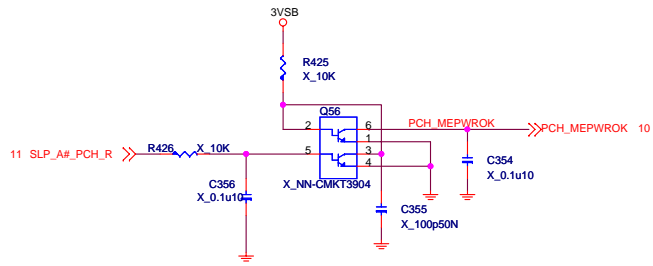 3VSB
R425
X_10K
Q56
2
6
PCH_MEPWROK
PCH_MEPWROK 10
1
11 SLP_A#_PCH_R
R426
X_10K
5
3
4
C354
X_0.1u10
C356
X_0.1u10
X_NN-CMKT3904
C355
X_100p50N